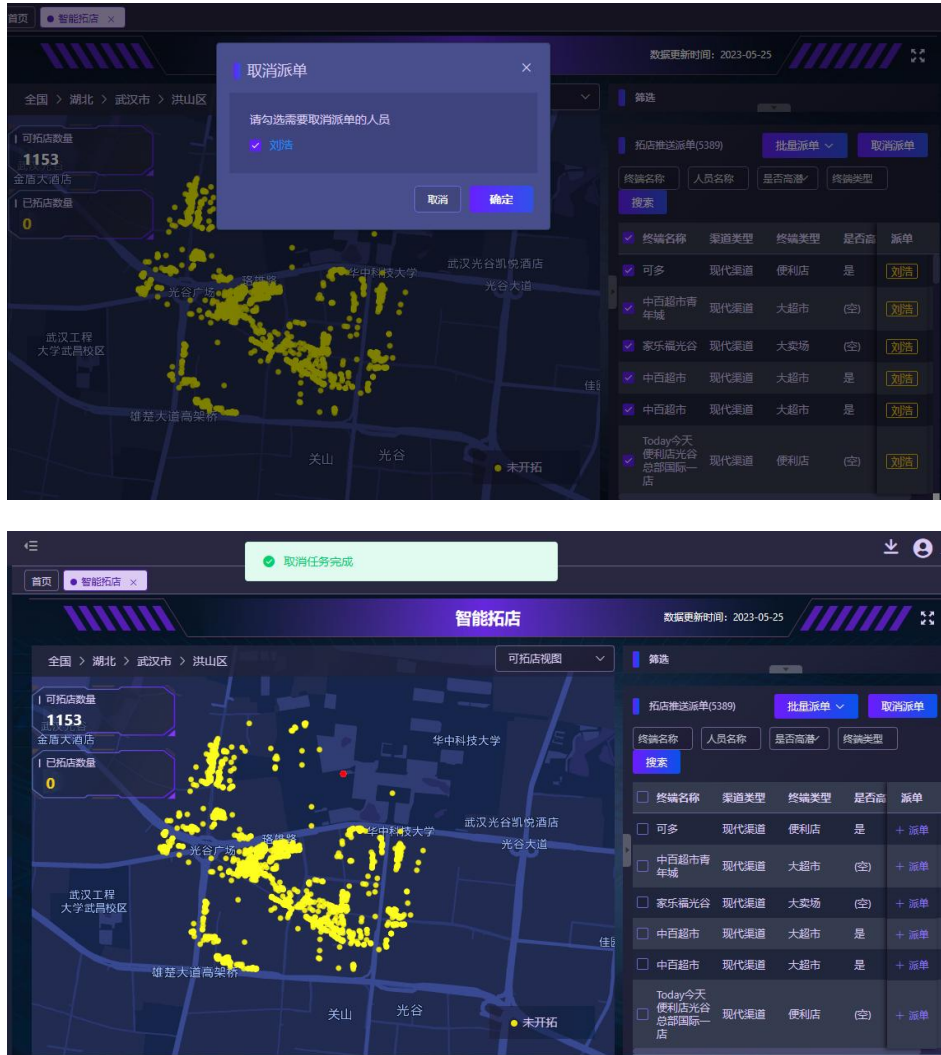 首页 智能拓店 ×
数据更新时间：2023-05-25
取消派单 ×
全国 > 湖北 > 武汉市 > 洪山区
筛选
请勾选需要取消派单的人员
刘浩
可拓店数量
1153
金盾大酒店
已拓店数量
0
取消 确定
拓店推送派单(5389) 批量派单 取消派单
终端名称 人员名称 是否高潜 终端类型
搜索
终端名称 渠道类型 终端类型 是否高 派单
可多 现代渠道 便利店 是 刘浩
中百超市青
年城 现代渠道 大超市 (空) 刘浩
家乐福光谷 现代渠道 大卖场 (空) 刘浩
中百超市 现代渠道 大超市 是 刘浩
中百超市 现代渠道 大超市 是 刘浩
Today今天
便利店光谷
总部国际一
店 现代渠道 便利店 (空) 刘浩
武汉光谷凯悦酒店
华中科技大学
光谷大道
珞雄路
光谷广场
武汉工程
大学武昌校区
雄楚大道高架桥
关山
光谷
未开拓
取消任务完成
首页 智能拓店 ×
智能拓店
数据更新时间：2023-05-25
全国 > 湖北 > 武汉市 > 洪山区
可拓店视图
筛选
可拓店数量
1153
金盾大酒店
已拓店数量
0
拓店推送派单(5389) 批量派单 取消派单
终端名称 人员名称 是否高潜 终端类型
搜索
终端名称 渠道类型 终端类型 是否高 派单
可多 现代渠道 便利店 是 + 派单
中百超市青
年城 现代渠道 大超市 (空) + 派单
家乐福光谷 现代渠道 大卖场 (空) + 派单
中百超市 现代渠道 大超市 是 + 派单
中百超市 现代渠道 大超市 是 + 派单
Today今天
便利店光谷
总部国际一
店 现代渠道 便利店 (空) + 派单
华中科技大学
武汉光谷凯悦酒店
华中科技大学
光谷大道
珞雄路
光谷广场
武汉工程
大学武昌校区
雄楚大道高架桥
关山
光谷
未开拓